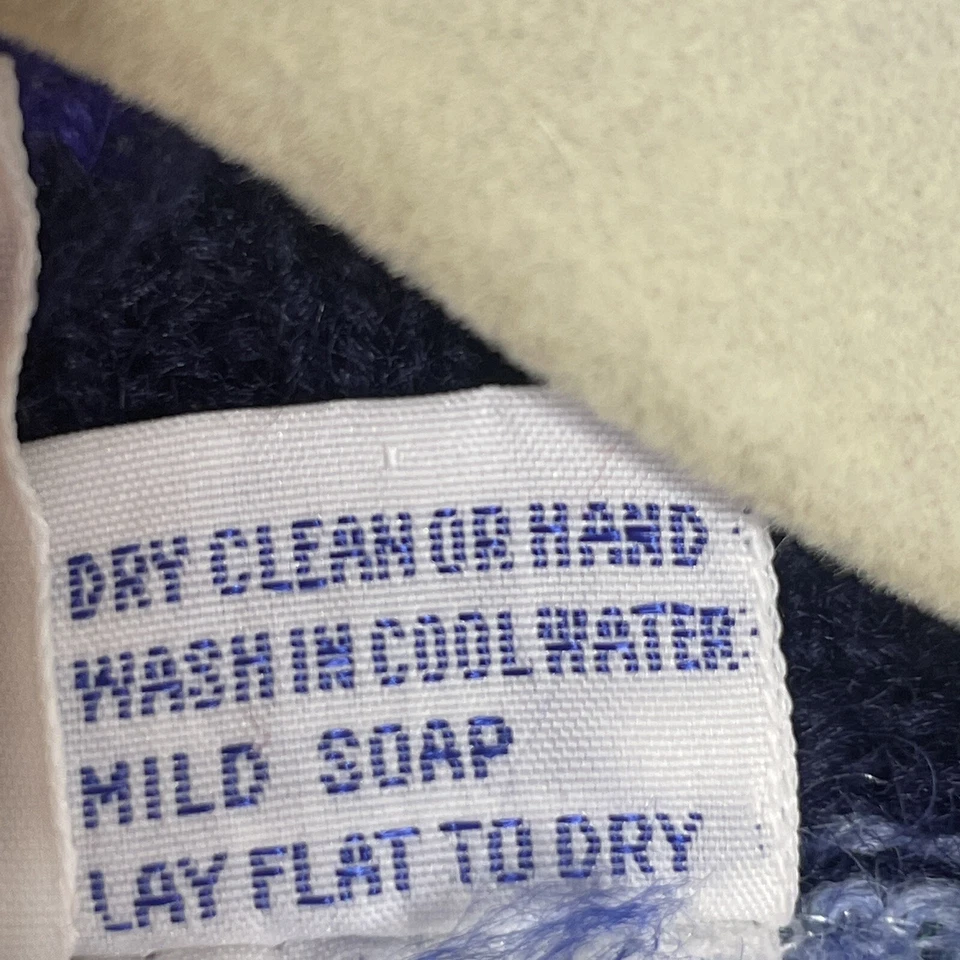 DRY CLEAN OR HAND
WASH IN COOL WATER
MILD SOAP
LAY FLAT TO DRY